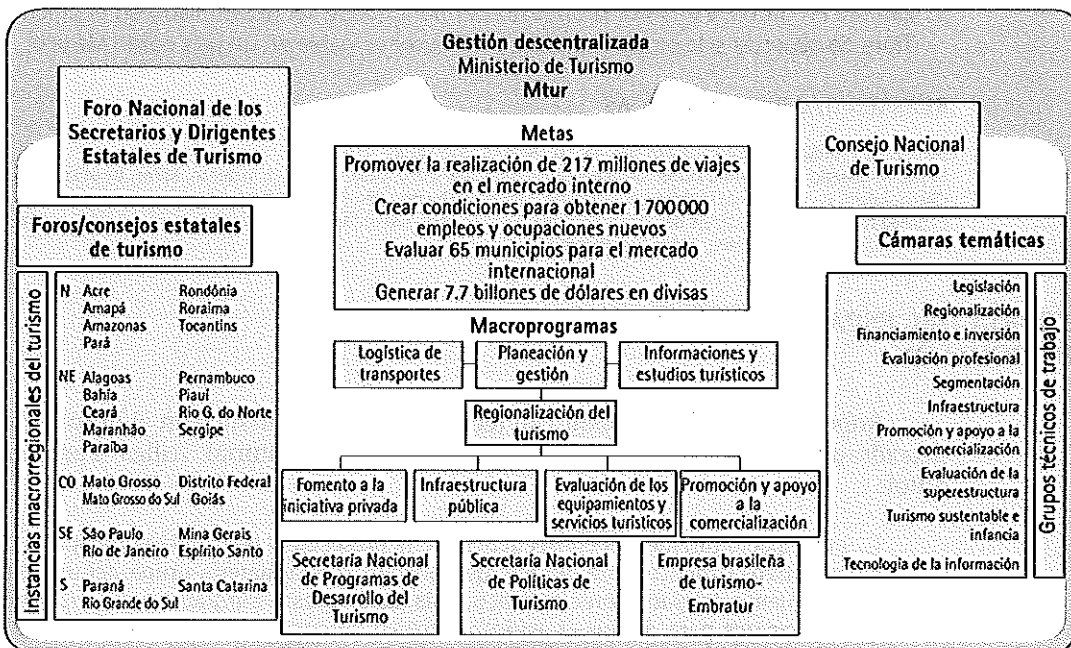 Gestión descentralizada
Ministerio de Turismo
Mtur
Foro Nacional de los
Secretarios y Dirigentes
Estatales de Turismo
Consejo Nacional
de Turismo
Metas
Promover la realización de 217 millones de viajes
en el mercado interno
Crear condiciones para obtener 1 700 000
empleos y ocupaciones nuevos
Evaluar 65 municipios para el mercado
internacional
Generar 7.7 billones de dólares en divisas
Foros/consejos estatales
de turismo
Instancias macrorregionales del turismo
N Acre Rondônia
Amapá Roraima
Amazonas Tocantins
Pará
NE Alagoas Pernambuco
Bahia Piauí
Ceará Rio G. do Norte
Maranhão Sergipe
Paraíba
CO Mato Grosso Distrito Federal
Mato Grosso do Sul Goiás
SE São Paulo Mina Gerais
Río de Janeiro Espírito Santo
S Paraná Santa Catarina
Rio Grande do Sul
Macroprogramas
Logística de
transportes
Planeación y
gestión
Informaciones y
estudios turísticos
Regionalización del
turismo
Fomento a la
iniciativa privada
Infraestructura
pública
Evaluación de los
equipamientos y
servicios turísticos
Promoción y apoyo
a la
comercialización
Secretaría Nacional
de Programas de
Desarrollo del
Turismo
Secretaría Nacional
de Políticas de
Turismo
Empresa brasileña
de turismo-
Embratur
Cámaras temáticas
Legislación
Regionalización
Financiamiento e inversión
Evaluación profesional
Segmentación
Infraestructura
Promoción y apoyo a la
comercialización
Evaluación de la
superestructura
Turismo sustentable e
infancia
Tecnología de la información
Grupos técnicos de trabajo